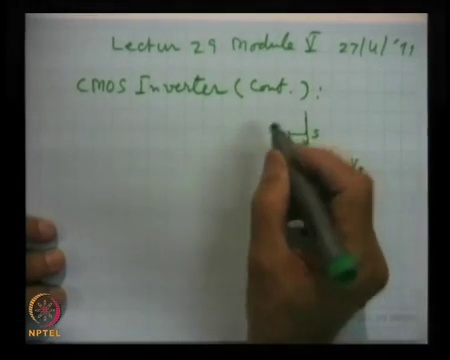 Lectur 29 Module V 27/4/'11
CMOS Inverter (Cont.):
S
NPTEL